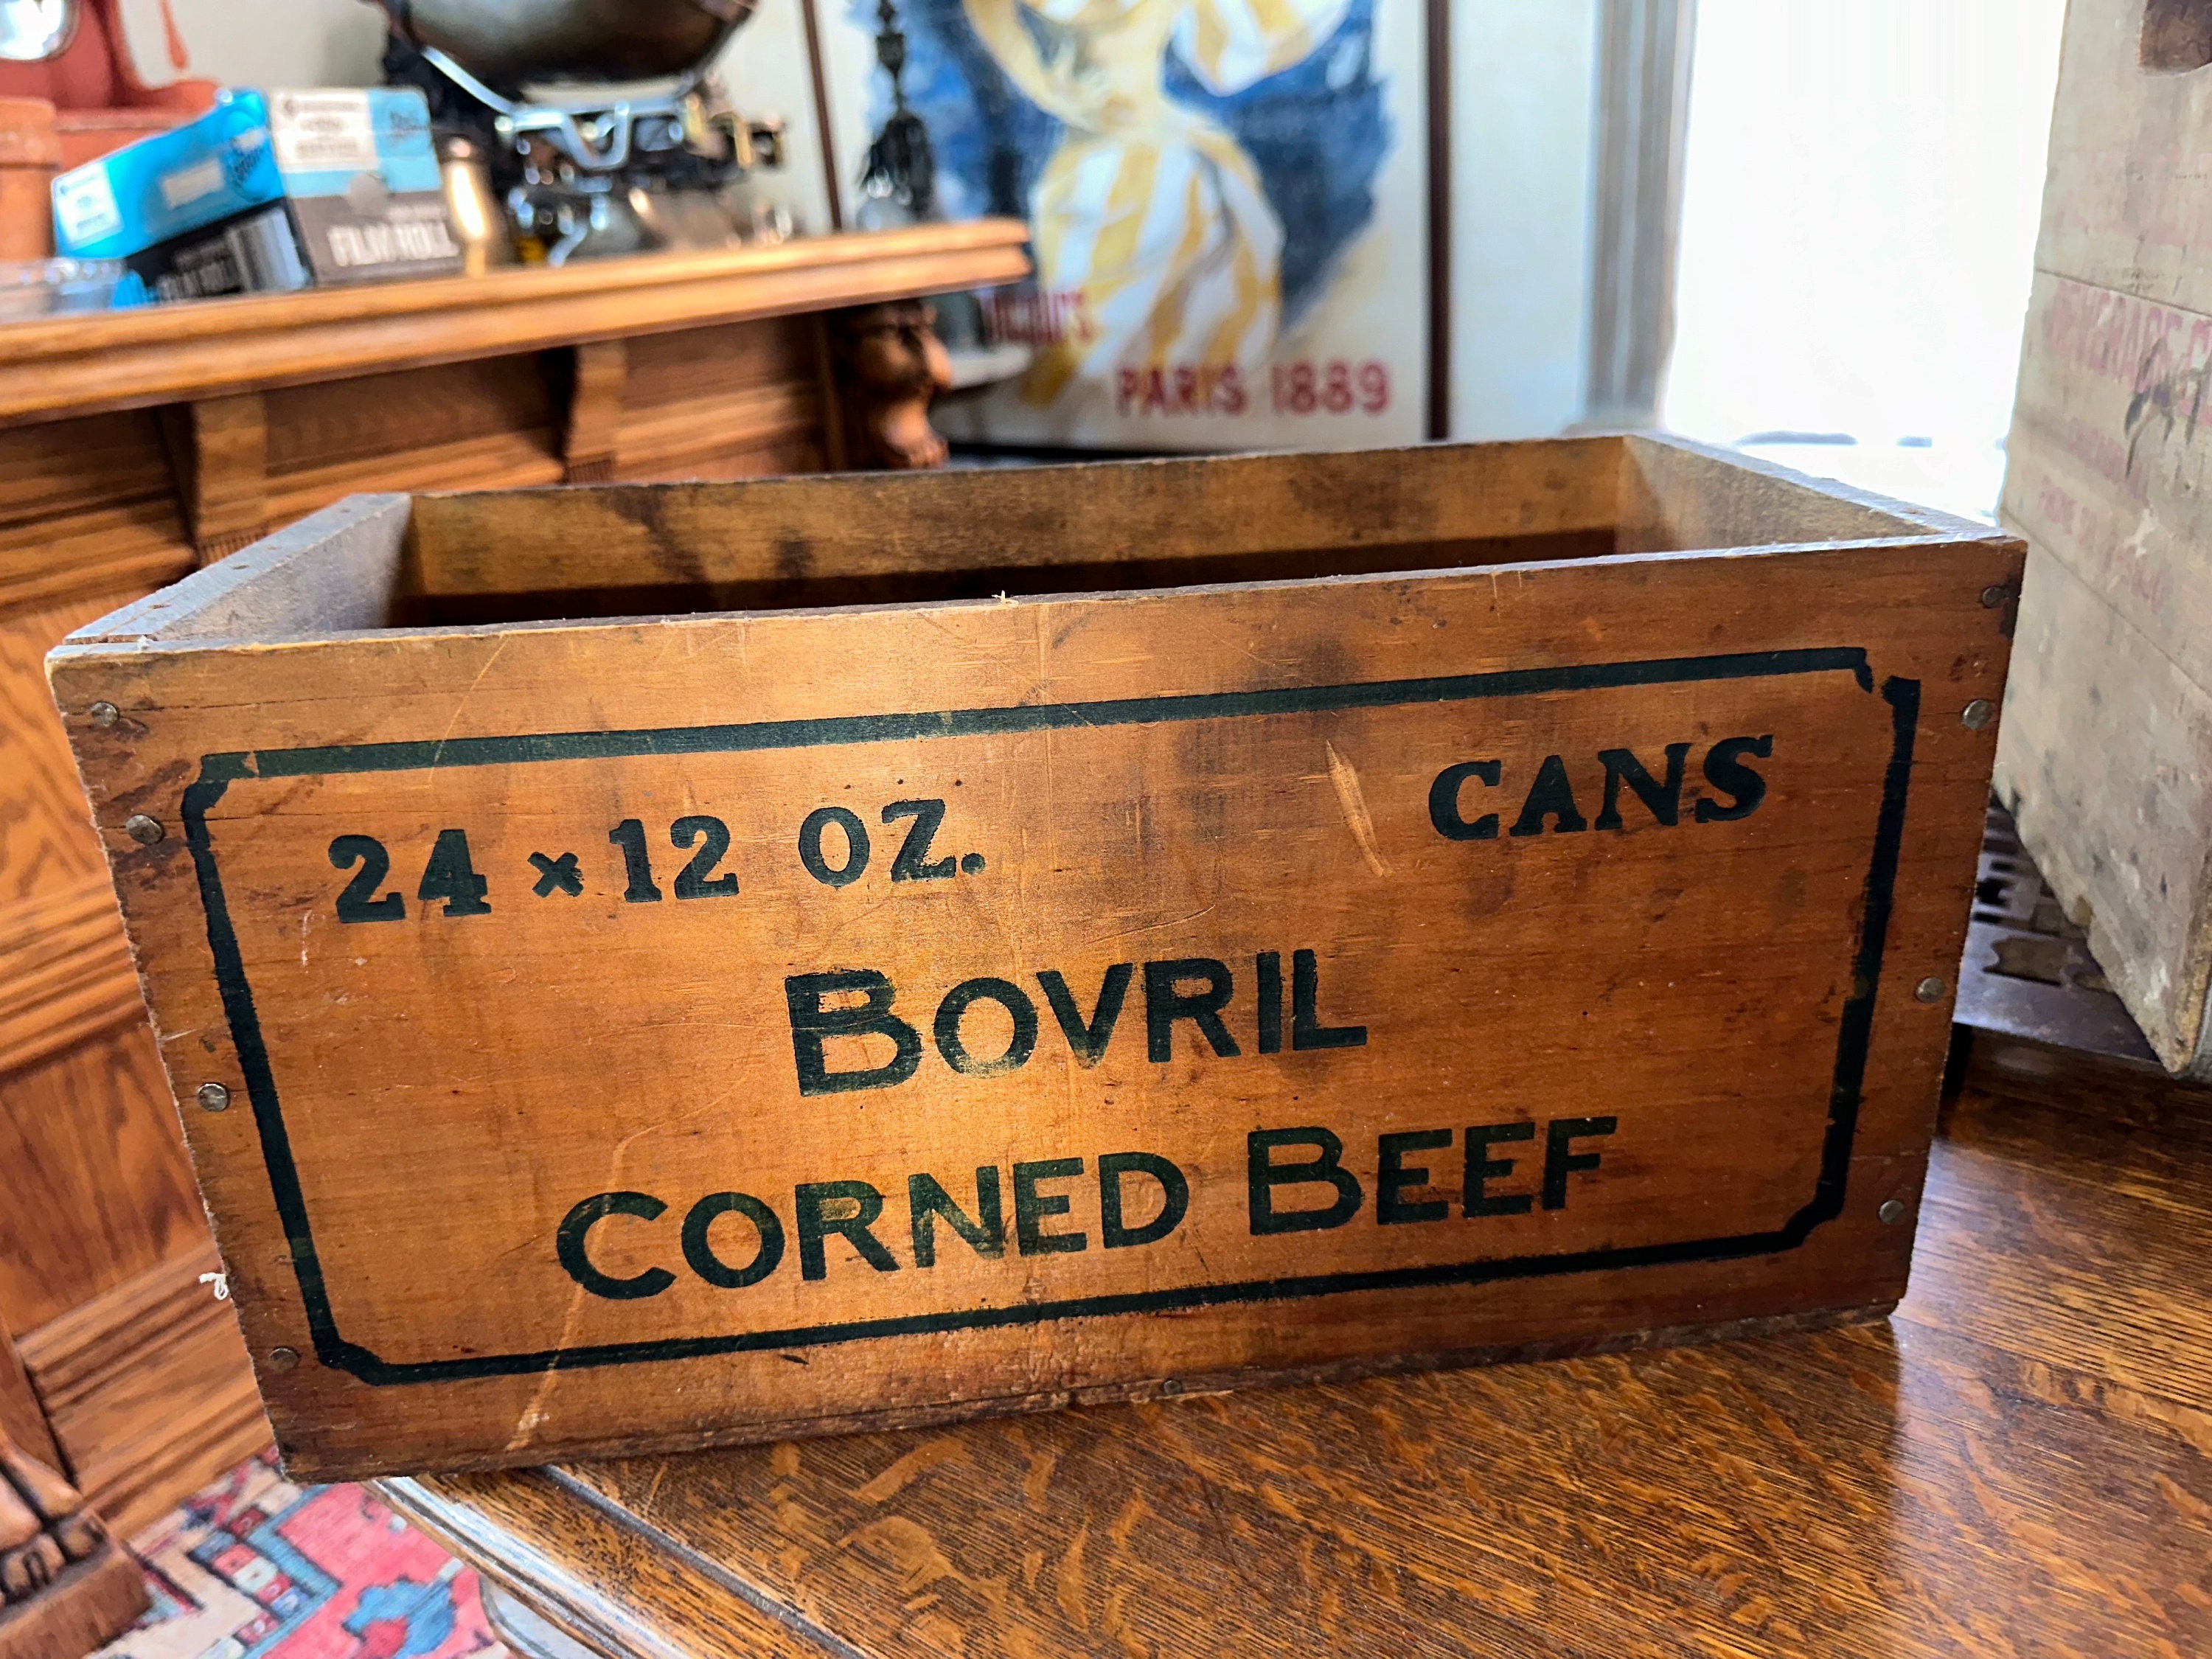 FILM ROLL
PARIS 1889
24 × 12 OZ. CANS
BOVRIL
CORNED BEEF